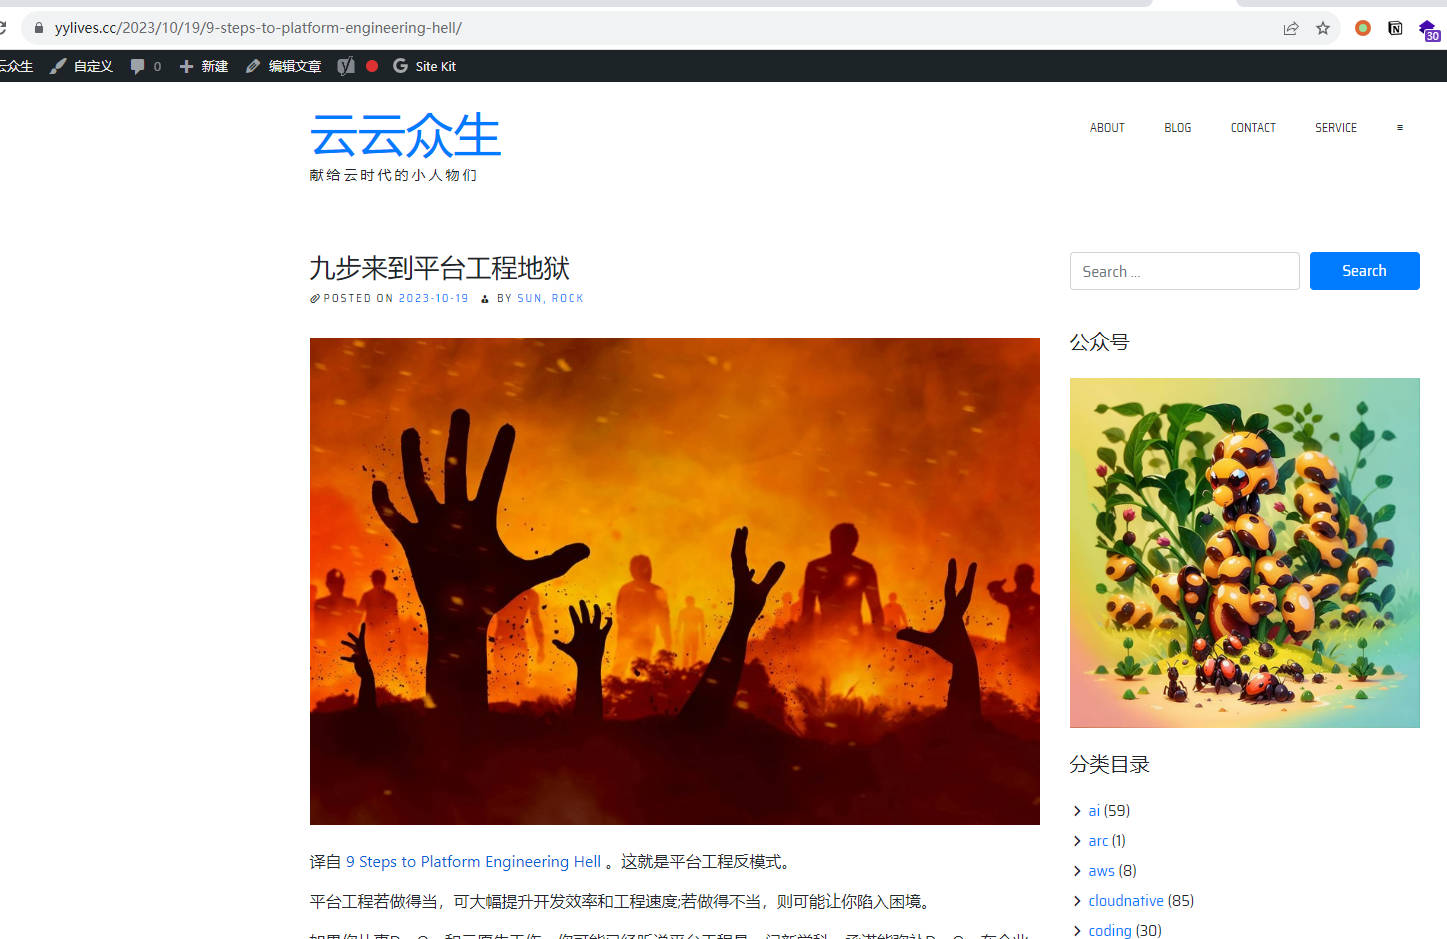 yylives.cc/2023/10/19/9-steps-to-platform-engineering-hell/
30
云众生 自定义 0 新建 编辑文章 Site Kit
云云众生
献给云时代的小人物们
ABOUT BLOG CONTACT SERVICE ≡
九步来到平台工程地狱
POSTED ON 2023-10-19 BY SUN, ROCK
Search ...
Search
公众号
分类目录
ai (59)
arc (1)
aws (8)
cloudnative (85)
coding (30)
译自 9 Steps to Platform Engineering Hell 。这就是平台工程反模式。
平台工程若做得当，可大幅提升开发效率和工程速度;若做得不当，则可能让你陷入困境。